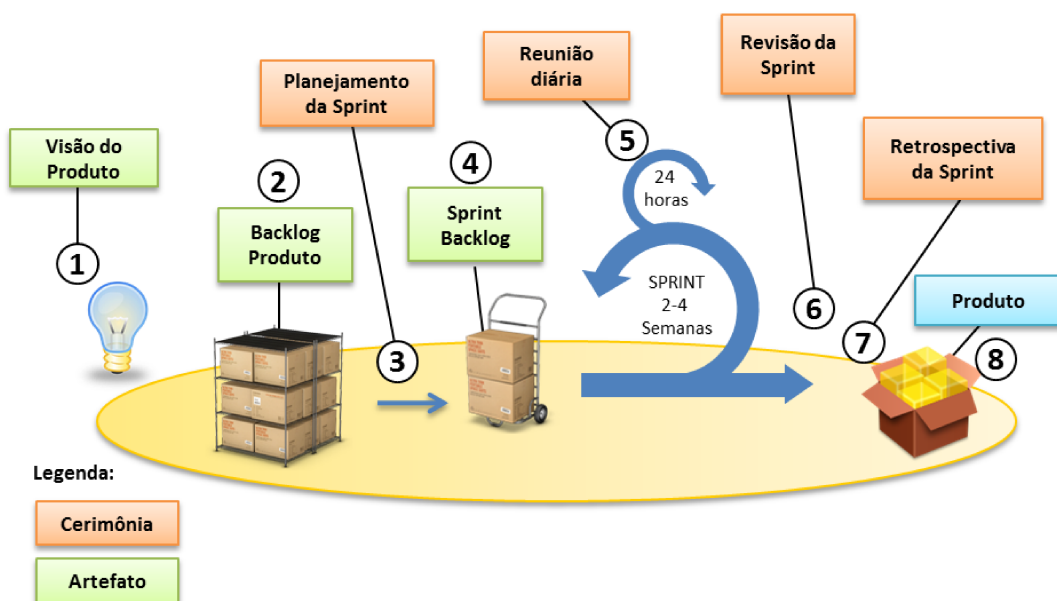 Visão do
Produto
1
2
Backlog
Produto
Planejamento
da Sprint
3
4
Sprint
Backlog
Reunião
diária
5
24
horas
SPRINT
2-4
Semanas
Revisão da
Sprint
6
Retrospectiva
da Sprint
7
Produto
8
Legenda:
Cerimônia
Artefato